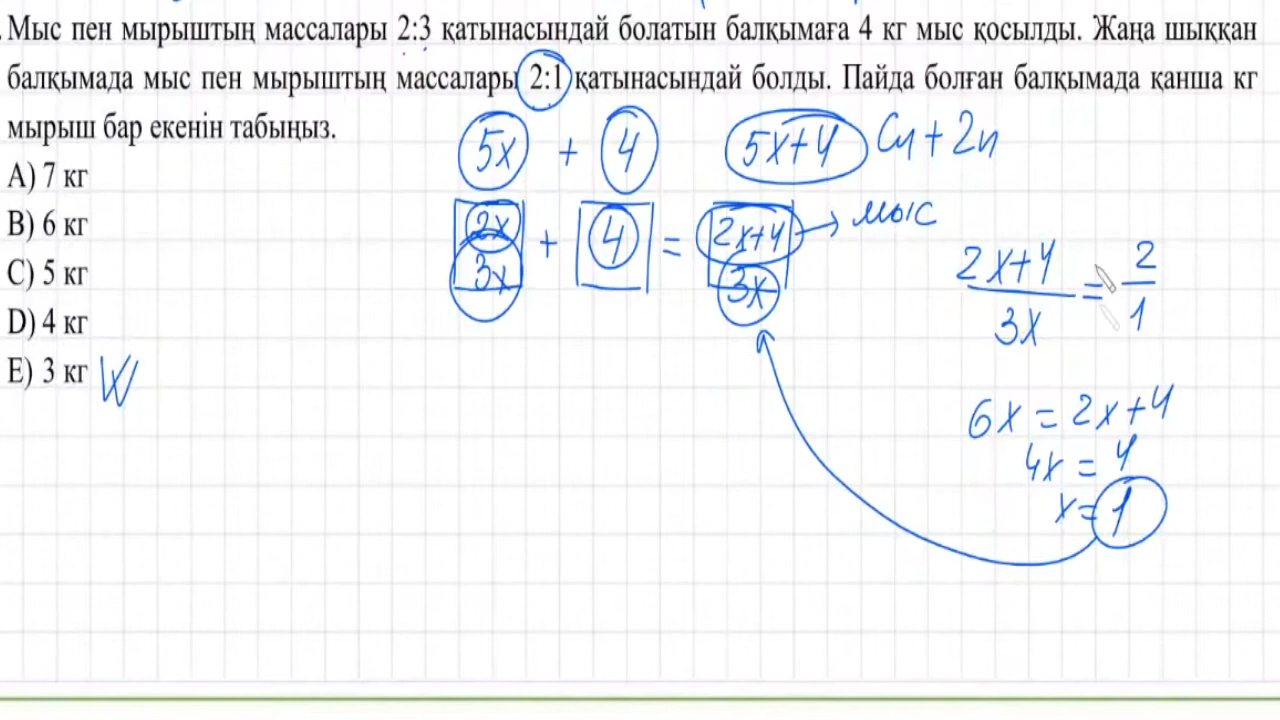 Мыс пен мырыштың массалары 2:3 қатынасындай болатын балқымаға 4 кг мыс қосылды. Жаңа шыққан
балқымада мыс пен мырыштың массалары 2:1 қатынасындай болды. Пайда болған балқымада қанша кг
мырыш бар екенін табыңыз.
A) 7 кг
B) 6 кг
C) 5 кг
D) 4 кг
E) 3 кг
5x + 4 5x+4 Cu + Zn
2x + 4 = 2x+4 → мыс
3x 3x
2x+4 = 2
3x 1
6x = 2x+4
4x = 4
x = 1